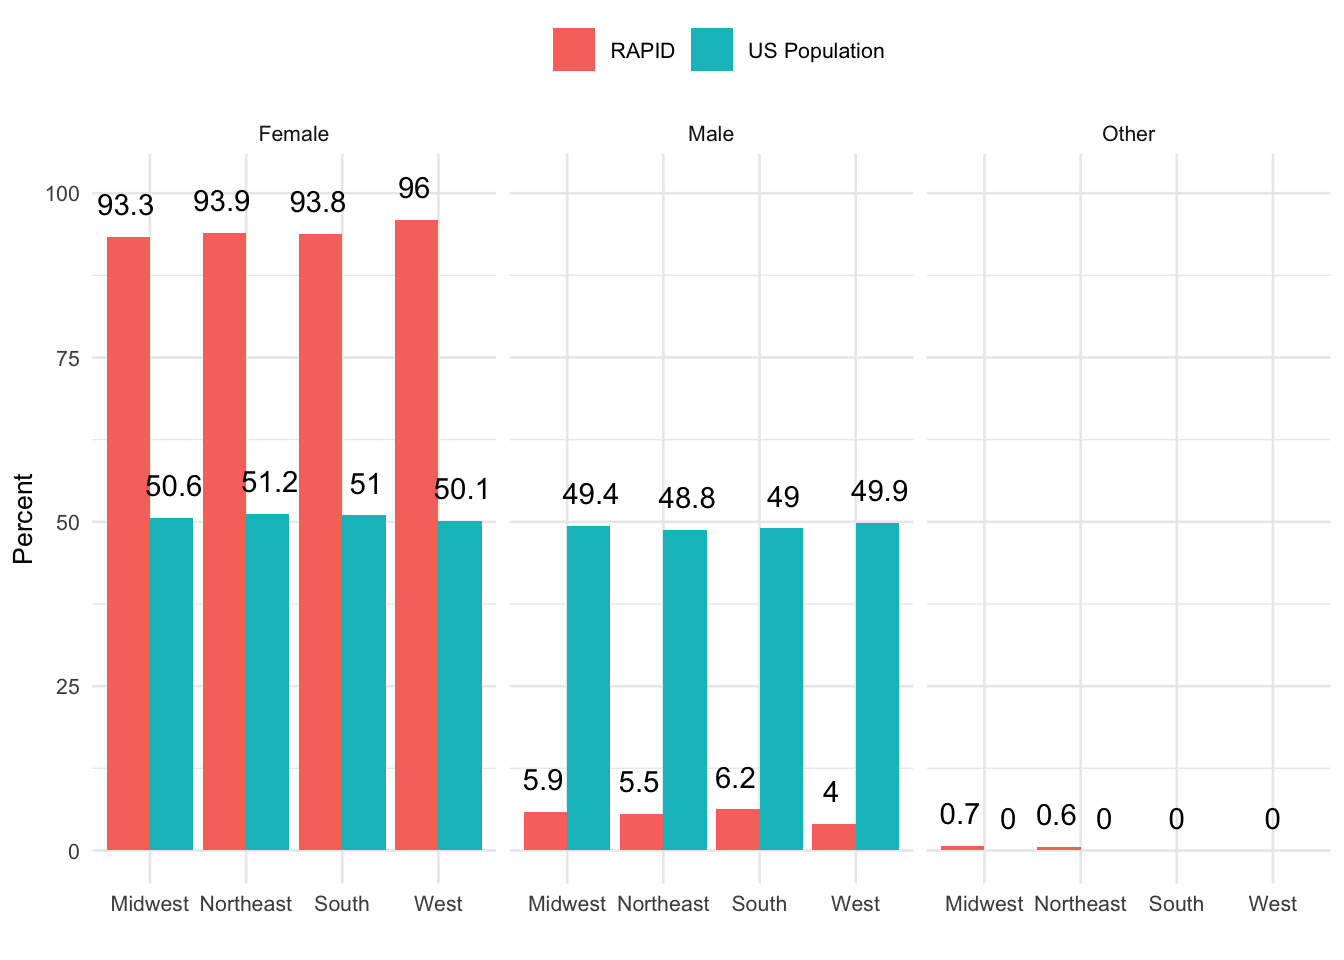 RAPID US Population
Female Male Other
100
93.3 93.9 93.8 96
75
50.6 51.2 51 50.1 49.4 48.8 49 49.9
50
Percent
25
5.9 5.5 6.2 4 0.7 0 0.6 0 0 0
0
Midwest Northeast South West Midwest Northeast South West Midwest Northeast South West